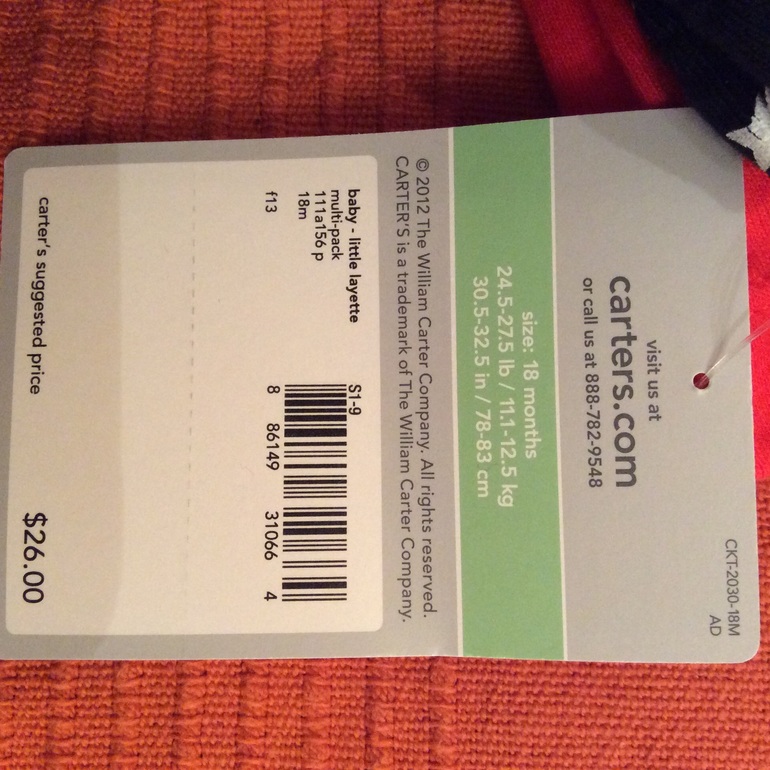 CKT-2030-18M
AD
visit us at
carters.com
or call us at 888-782-9548
size: 18 months
24.5-27.5 lb / 11.1-12.5 kg
30.5-32.5 in / 78-83 cm
© 2012 The William Carter Company. All rights reserved.
CARTER'S is a trademark of The William Carter Company.
baby - little layette
multi-pack
111a156 p
18m
f13
S1-9
8 86149 31066 4
carter's suggested price
$26.00